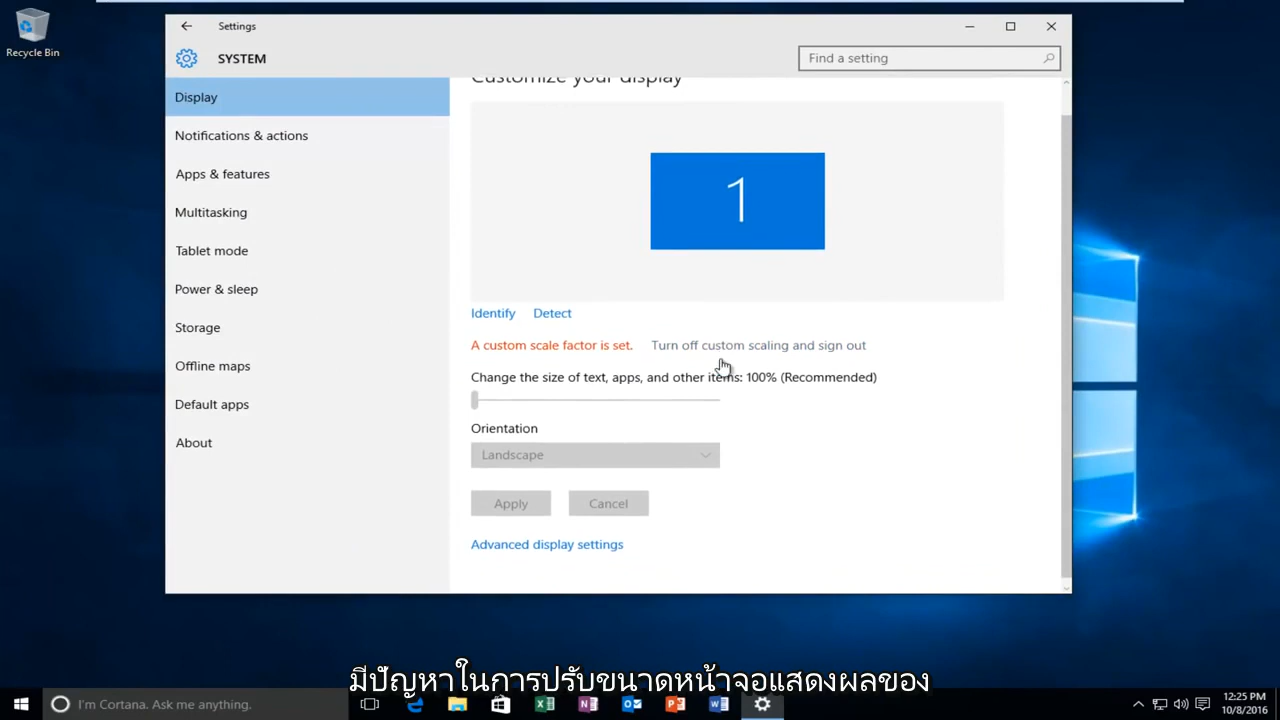 Recycle Bin
Settings
SYSTEM
Find a setting
Display
Notifications & actions
Apps & features
Multitasking
Tablet mode
Power & sleep
Storage
Offline maps
Default apps
About
Customize your display
1
Identify Detect
A custom scale factor is set. Turn off custom scaling and sign out
Change the size of text, apps, and other items: 100% (Recommended)
Orientation
Landscape
Apply Cancel
Advanced display settings
มีปัญหาในการปรับขนาดหน้าจอแสดงผลของ
I'm Cortana. Ask me anything.
12:25 PM
10/8/2016